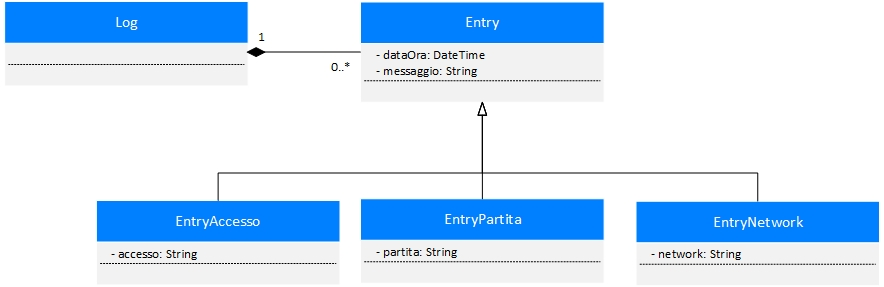 Log
Entry
1
0..*
- dataOra: DateTime
- messaggio: String
EntryAccesso
- accesso: String
EntryPartita
- partita: String
EntryNetwork
- network: String